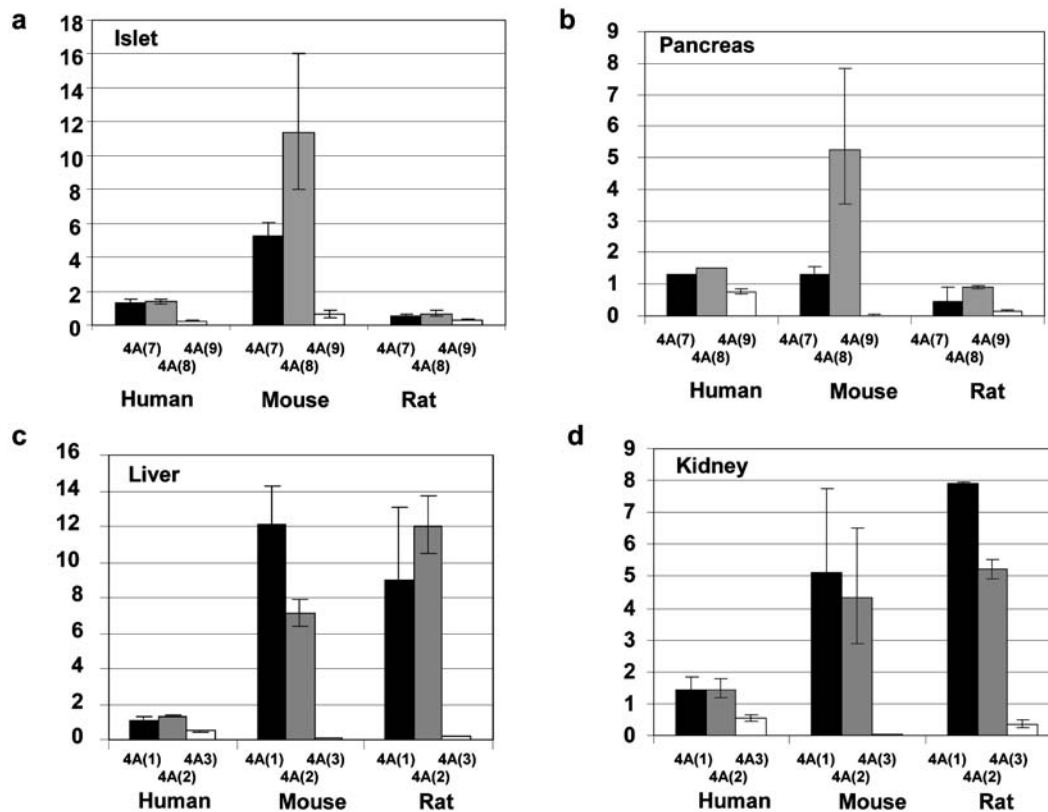 a
Islet
18
16
14
12
10
8
6
4
2
0
4A(7) 4A(9) 4A(7) 4A(9) 4A(7) 4A(9)
4A(8) 4A(8) 4A(8)
Human Mouse Rat
b
Pancreas
9
8
7
6
5
4
3
2
1
0
4A(7) 4A(9) 4A(7) 4A(9) 4A(7) 4A(9)
4A(8) 4A(8) 4A(8)
Human Mouse Rat
c
Liver
16
14
12
10
8
6
4
2
0
4A(1) 4A3) 4A(1) 4A(3) 4A(1) 4A(3)
4A(2) 4A(2) 4A(2)
Human Mouse Rat
d
Kidney
9
8
7
6
5
4
3
2
1
0
4A(1) 4A3) 4A(1) 4A(3) 4A(1) 4A(3)
4A(2) 4A(2) 4A(2)
Human Mouse Rat